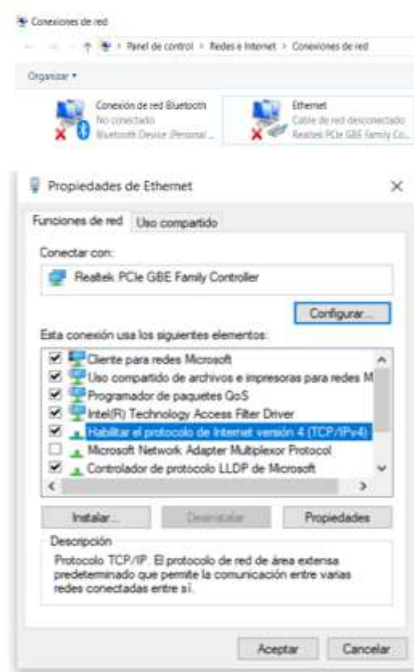 Conexiones de red
Panel de control > Redes e Internet > Conexiones de red
Organizar
Conexión de red Bluetooth
No conectado
Bluetooth Device (Personal ...
Ethernet
Cable de red desconectado
Realtek PCIe GBE Family Co...
Propiedades de Ethernet
Funciones de red
Uso compartido
Conectar con:
Realtek PCIe GBE Family Controller
Configurar...
Esta conexión usa los siguientes elementos:
Cliente para redes Microsoft
Uso compartido de archivos e impresoras para redes M
Programador de paquetes QoS
Intel(R) Technology Access Filter Driver
Habilitar el protocolo de Internet versión 4 (TCP/IPv4)
Microsoft Network Adapter Multiplexor Protocol
Controlador de protocolo LLDP de Microsoft
Instalar...
Desinstalar
Propiedades
Descripción
Protocolo TCP/IP. El protocolo de red de área extensa
predeterminado que permite la comunicación entre varias
redes conectadas entre sí.
Aceptar
Cancelar